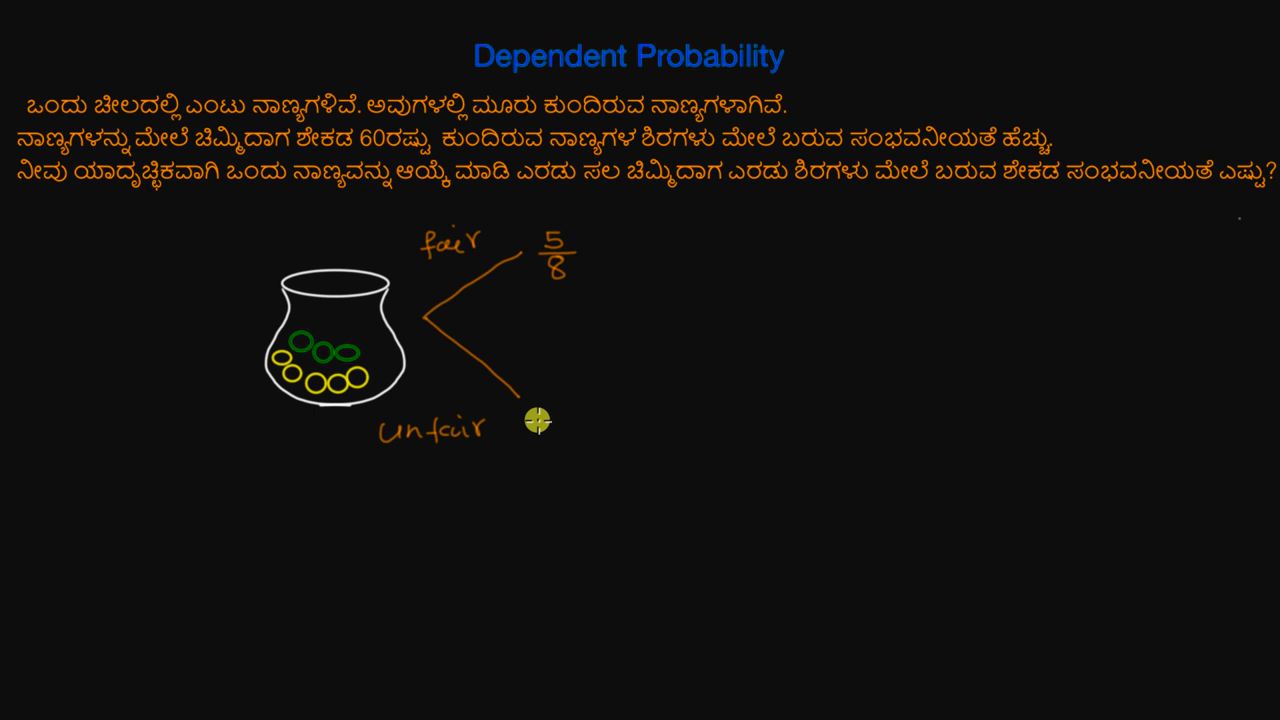 Dependent Probability
ಒಂದು ಚೀಲದಲ್ಲಿ ಎಂಟು ನಾಣ್ಯಗಳಿವೆ. ಅವುಗಳಲ್ಲಿ ಮೂರು ಕುಂದಿರುವ ನಾಣ್ಯಗಳಾಗಿವೆ.
ನಾಣ್ಯಗಳನ್ನು ಮೇಲೆ ಚಿಮ್ಮಿದಾಗ ಶೇಕಡ 60ರಷ್ಟು ಕುಂದಿರುವ ನಾಣ್ಯಗಳ ಶಿರಗಳು ಮೇಲೆ ಬರುವ ಸಂಭವನೀಯತೆ ಹೆಚ್ಚು.
ನೀವು ಯಾದೃಚ್ಛಿಕವಾಗಿ ಒಂದು ನಾಣ್ಯವನ್ನು ಆಯ್ಕೆ ಮಾಡಿ ಎರಡು ಸಲ ಚಿಮ್ಮಿದಾಗ ಎರಡು ಶಿರಗಳು ಮೇಲೆ ಬರುವ ಶೇಕಡ ಸಂಭವನೀಯತೆ ಎಷ್ಟು?
fair
5
8
unfair